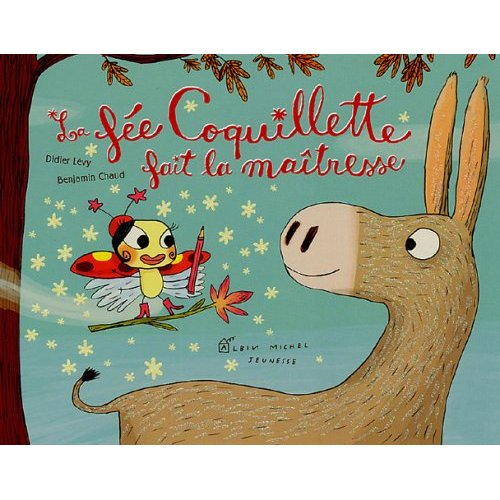 La fée Coquillette
fait la maîtresse
Didier Lévy
Benjamin Chaud
ALBIN MICHEL
JEUNESSE